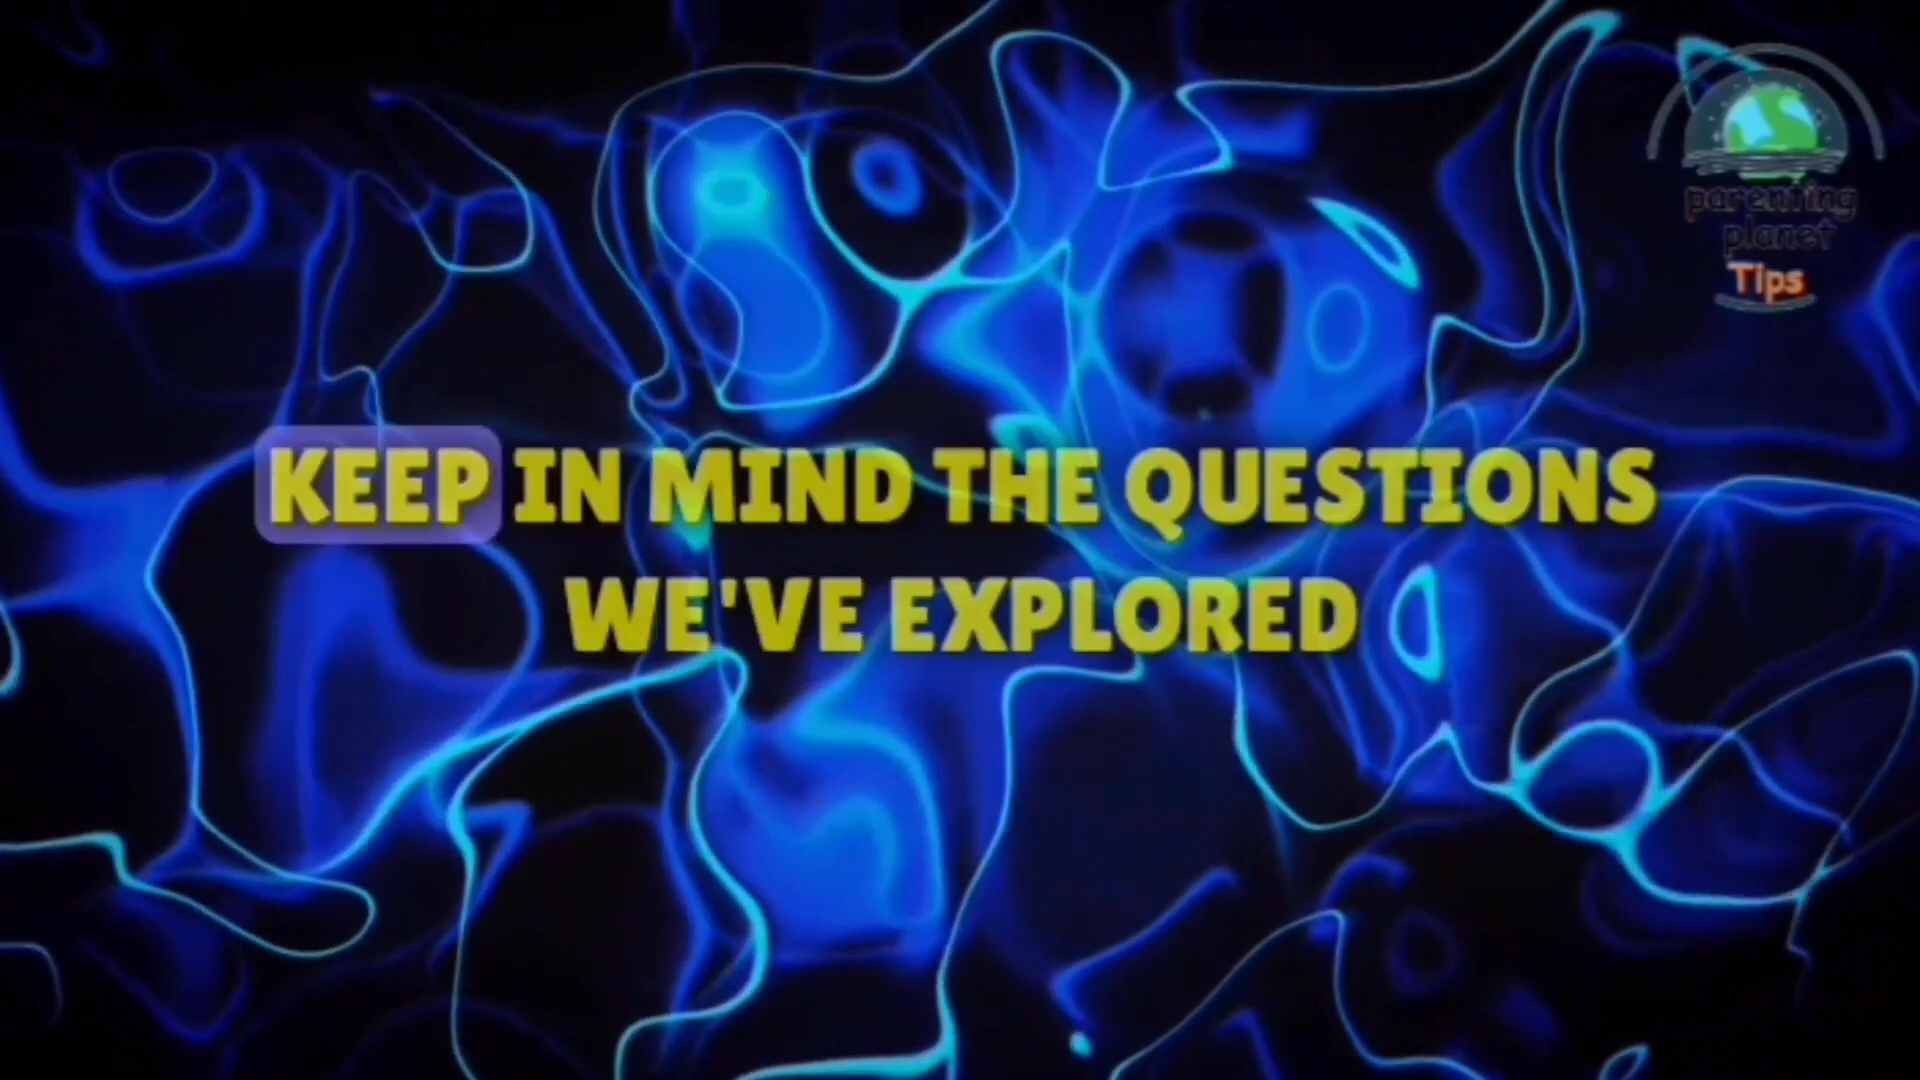 parenting
planet
Tips
KEEP IN MIND THE QUESTIONS
WE'VE EXPLORED